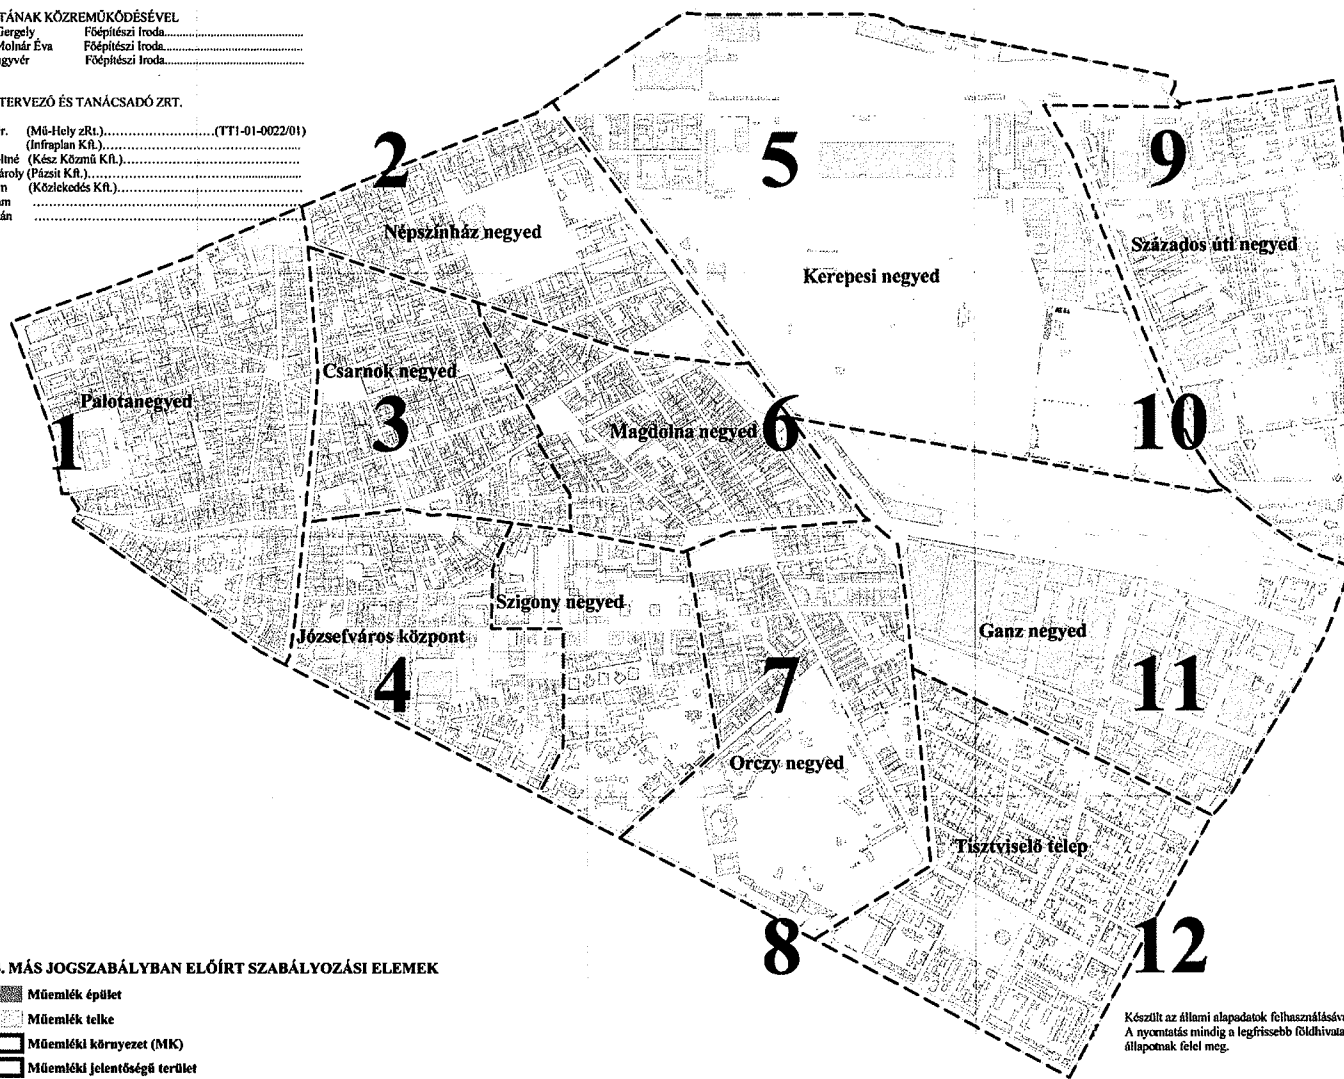 TÁNAK KÖZREMŰKÖDÉSÉVEL
Gergely Főépítészi Iroda
Molnár Éva Főépítészi Iroda
Főépítészi Iroda
TERVEZŐ ÉS TANÁCSADÓ ZRT.
(Mű-Hely zRt.) (TT1-01-0022/01)
(Infraplan Kft.)
(Kész Közmű Kft.)
(Pázsit Kft.)
(Közlekedés Kft.)
2
5
9
Népszínház negyed
Százados úti negyed
Kerepesi negyed
Csarnok negyed
Palotanegyed
1
3
Magdolna negyed
6
10
Szigony negyed
Ganz negyed
Józsefváros központ
4
7
11
Orczy negyed
Tisztviselő telep
8
12
. MÁS JOGSZABÁLYBAN ELŐÍRT SZABÁLYOZÁSI ELEMEK
Műemlék épület
Műemlék telke
Műemléki környezet (MK)
Műemléki jelentőségű terület
Készült az állami alapadatok felhasználásáva
A nyomtatás mindig a legfrissebb földhivata
állapotnak felel meg.